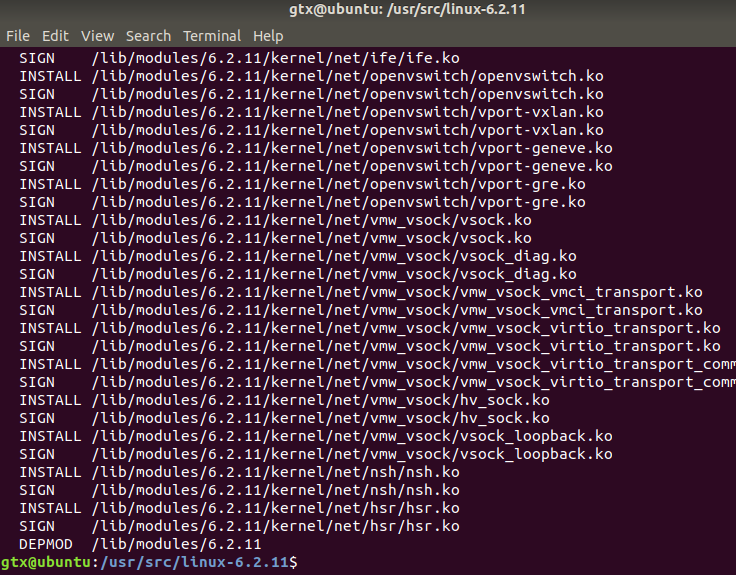 gtx@ubuntu: /usr/src/linux-6.2.11
File Edit View Search Terminal Help
SIGN /lib/modules/6.2.11/kernel/net/ife/ife.ko
INSTALL /lib/modules/6.2.11/kernel/net/openvswitch/openvswitch.ko
SIGN /lib/modules/6.2.11/kernel/net/openvswitch/openvswitch.ko
INSTALL /lib/modules/6.2.11/kernel/net/openvswitch/vport-vxlan.ko
SIGN /lib/modules/6.2.11/kernel/net/openvswitch/vport-vxlan.ko
INSTALL /lib/modules/6.2.11/kernel/net/openvswitch/vport-geneve.ko
SIGN /lib/modules/6.2.11/kernel/net/openvswitch/vport-geneve.ko
INSTALL /lib/modules/6.2.11/kernel/net/openvswitch/vport-gre.ko
SIGN /lib/modules/6.2.11/kernel/net/openvswitch/vport-gre.ko
INSTALL /lib/modules/6.2.11/kernel/net/vmw_vsock/vsock.ko
SIGN /lib/modules/6.2.11/kernel/net/vmw_vsock/vsock.ko
INSTALL /lib/modules/6.2.11/kernel/net/vmw_vsock/vsock_diag.ko
SIGN /lib/modules/6.2.11/kernel/net/vmw_vsock/vsock_diag.ko
INSTALL /lib/modules/6.2.11/kernel/net/vmw_vsock/vmw_vsock_vmci_transport.ko
SIGN /lib/modules/6.2.11/kernel/net/vmw_vsock/vmw_vsock_vmci_transport.ko
INSTALL /lib/modules/6.2.11/kernel/net/vmw_vsock/vmw_vsock_virtio_transport.ko
SIGN /lib/modules/6.2.11/kernel/net/vmw_vsock/vmw_vsock_virtio_transport.ko
INSTALL /lib/modules/6.2.11/kernel/net/vmw_vsock/vmw_vsock_virtio_transport_comm
SIGN /lib/modules/6.2.11/kernel/net/vmw_vsock/vmw_vsock_virtio_transport_comm
INSTALL /lib/modules/6.2.11/kernel/net/vmw_vsock/hv_sock.ko
SIGN /lib/modules/6.2.11/kernel/net/vmw_vsock/hv_sock.ko
INSTALL /lib/modules/6.2.11/kernel/net/vmw_vsock/vsock_loopback.ko
SIGN /lib/modules/6.2.11/kernel/net/vmw_vsock/vsock_loopback.ko
INSTALL /lib/modules/6.2.11/kernel/net/nsh/nsh.ko
SIGN /lib/modules/6.2.11/kernel/net/nsh/nsh.ko
INSTALL /lib/modules/6.2.11/kernel/net/hsr/hsr.ko
SIGN /lib/modules/6.2.11/kernel/net/hsr/hsr.ko
DEPMOD /lib/modules/6.2.11
gtx@ubuntu:/usr/src/linux-6.2.11$